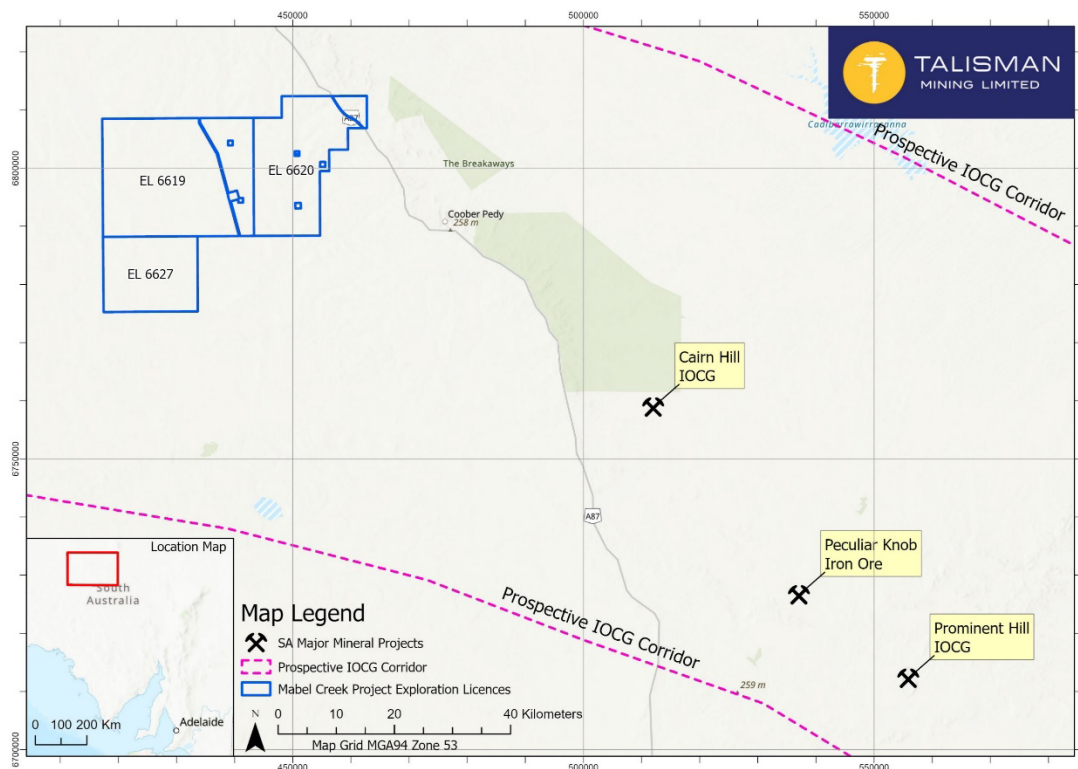 450000
500000
550000
TALISMAN
MINING LIMITED
A87
Cadibarrawirracanna
Prospective IOCG Corridor
6800000
EL 6619
EL 6620
The Breakaways
Coober Pedy
258 m
EL 6627
Cairn Hill
IOCG
6750000
A87
Peculiar Knob
Iron Ore
Prospective IOCG Corridor
Prominent Hill
IOCG
259 m
Location Map
South
Australia
Adelaide
0 100 200 Km
Map Legend
SA Major Mineral Projects
Prospective IOCG Corridor
Mabel Creek Project Exploration Licences
N
0 10 20 40 Kilometers
Map Grid MGA94 Zone 53
6700000
450000
500000
550000